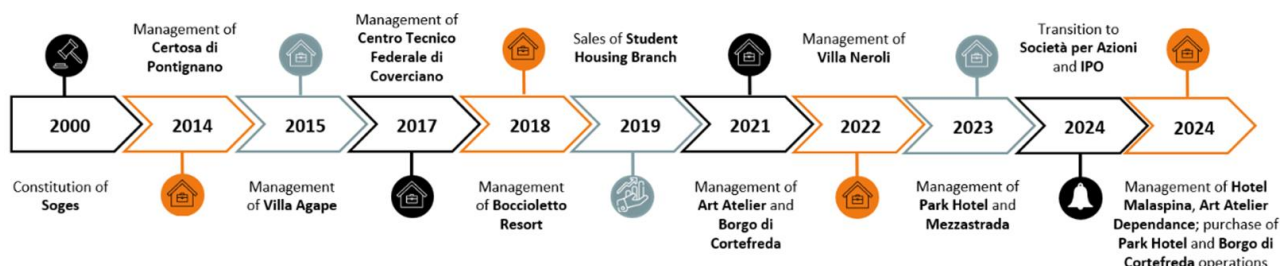 Management of
Certosa di
Pontignano
Management of
Centro Tecnico
Federale di
Coverciano
Sales of Student
Housing Branch
Management of
Villa Neroli
Transition to
Società per Azioni
and IPO
2000
2014
2015
2017
2018
2019
2021
2022
2023
2024
2024
Constitution of
Soges
Management
of Villa Agape
Management
of Boccioletto
Resort
Management of
Art Atelier and
Borgo di
Cortefreda
Management of
Park Hotel and
Mezzastrada
Management of Hotel
Malaspina, Art Atelier
Dependance; purchase of
Park Hotel and Borgo di
Cortefreda operations